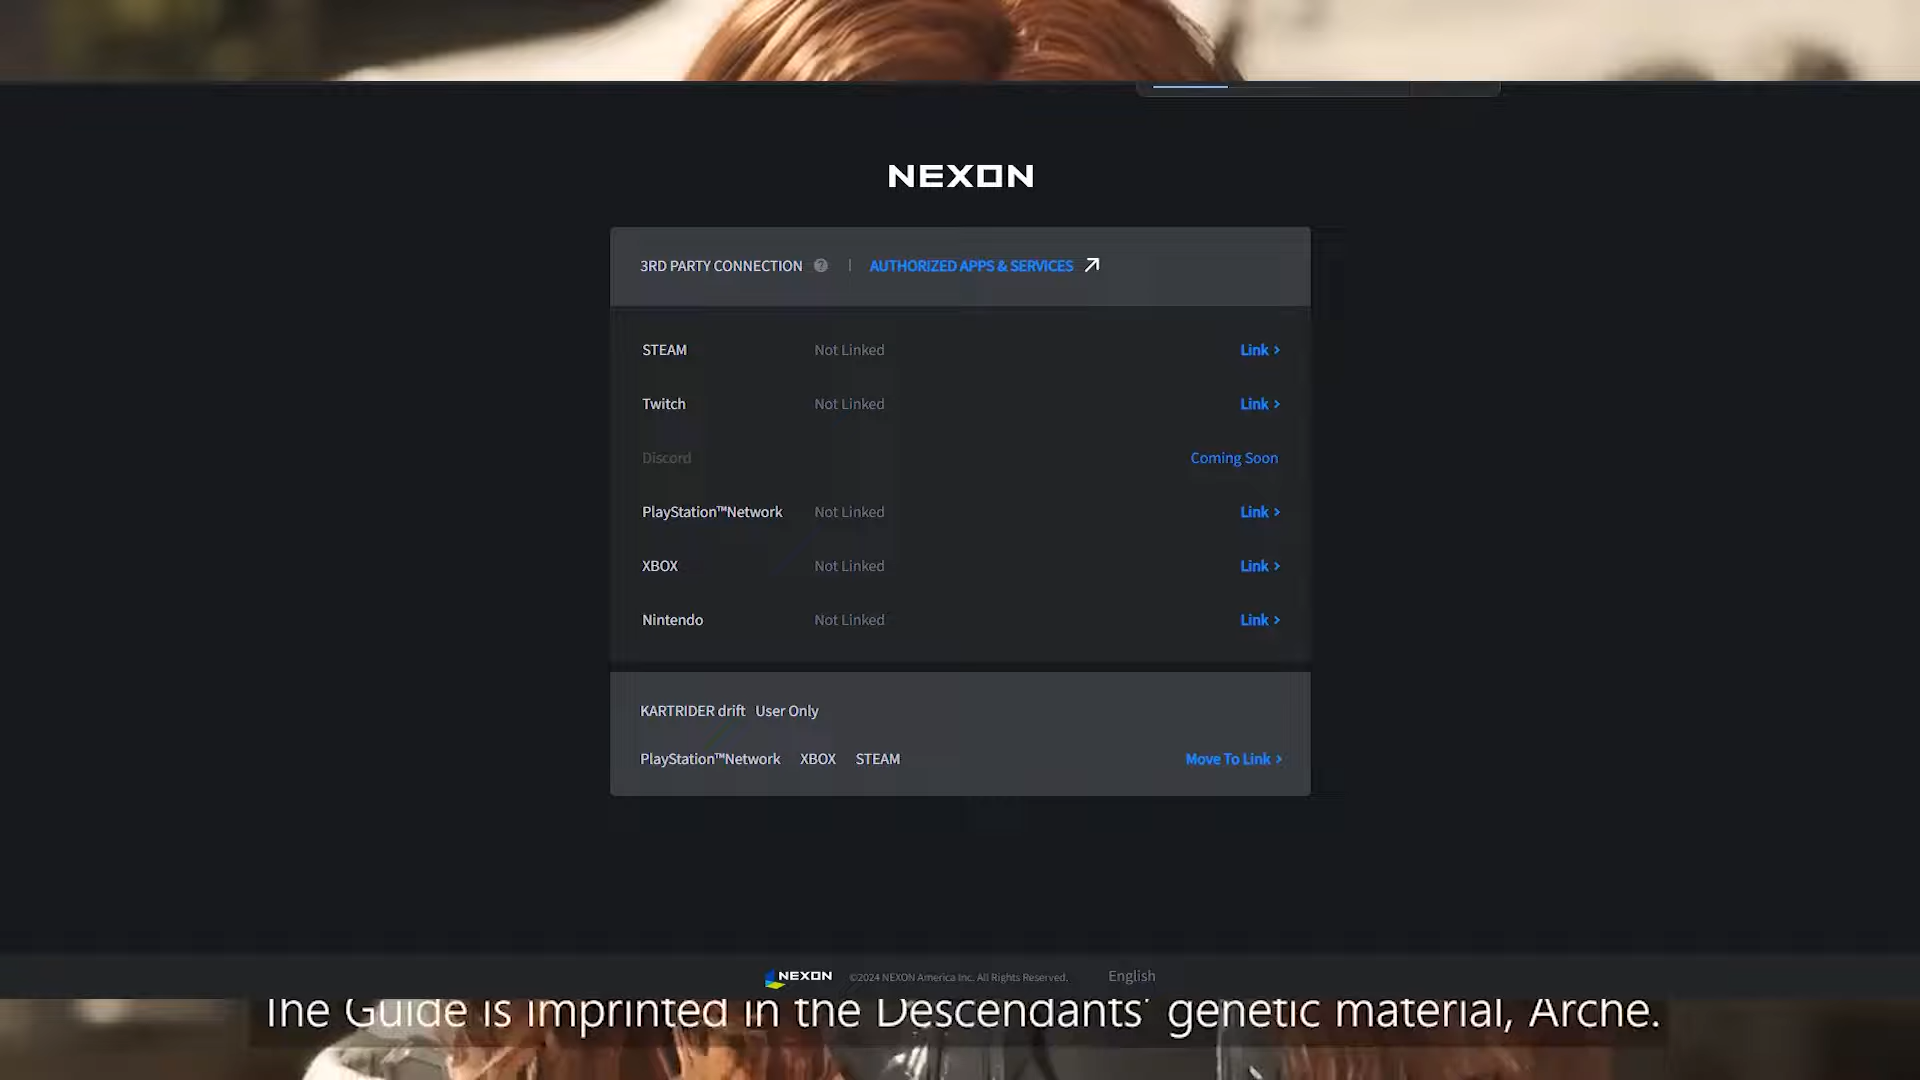 NEXON
3RD PARTY CONNECTION ? | AUTHORIZED APPS & SERVICES
STEAM Not Linked Link >
Twitch Not Linked Link >
Discord Coming Soon
PlayStation™Network Not Linked Link >
XBOX Not Linked Link >
Nintendo Not Linked Link >
KARTRIDER drift User Only
PlayStation™Network XBOX STEAM Move To Link >
NEXON ©2024 NEXON America Inc. All Rights Reserved. English
The Guide is imprinted in the Descendants' genetic material, Arche.